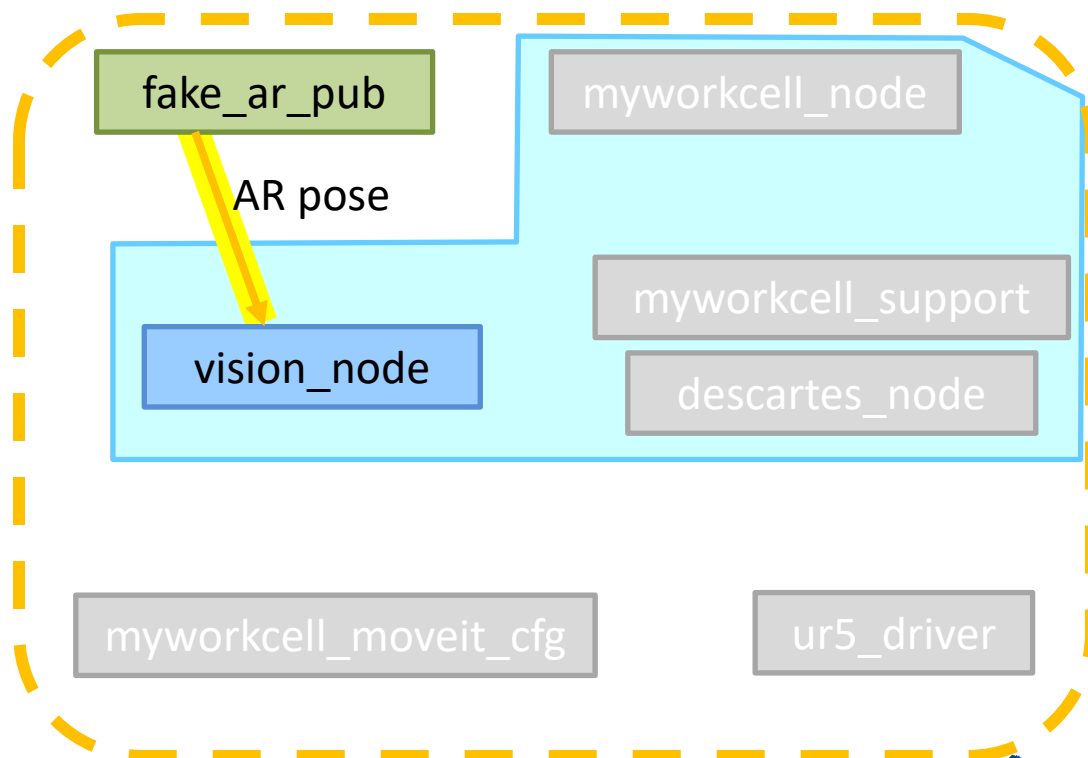 fake_ar_pub
myworkcell_node
AR pose
myworkcell_support
vision_node
descartes_node
myworkcell_moveit_cfg
ur5_driver